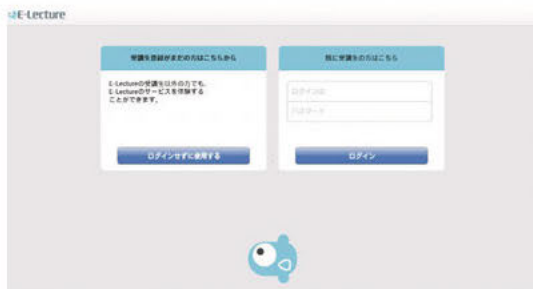 E-Lecture
受講生登録がまだの方はこちらから
E-Lectureの受講生以外の方でも、
E-Lectureのサービスを体験する
ことができます。
ログインせずに使用する
既に受講生の方はこちら
ログインID
パスワード
ログイン